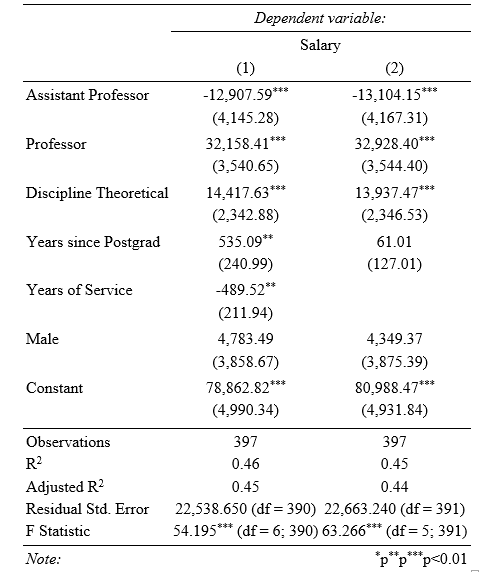 Dependent variable:
Salary
(1) (2)
Assistant Professor -12,907.59*** -13,104.15***
(4,145.28) (4,167.31)
Professor 32,158.41*** 32,928.40***
(3,540.65) (3,544.40)
Discipline Theoretical 14,417.63*** 13,937.47***
(2,342.88) (2,346.53)
Years since Postgrad 535.09** 61.01
(240.99) (127.01)
Years of Service -489.52**
(211.94)
Male 4,783.49 4,349.37
(3,858.67) (3,875.39)
Constant 78,862.82*** 80,988.47***
(4,990.34) (4,931.84)
Observations 397 397
R² 0.46 0.45
Adjusted R² 0.45 0.44
Residual Std. Error 22,538.650 (df = 390) 22,663.240 (df = 391)
F Statistic 54.195*** (df = 6; 390) 63.266*** (df = 5; 391)
Note: *p**p***p<0.01